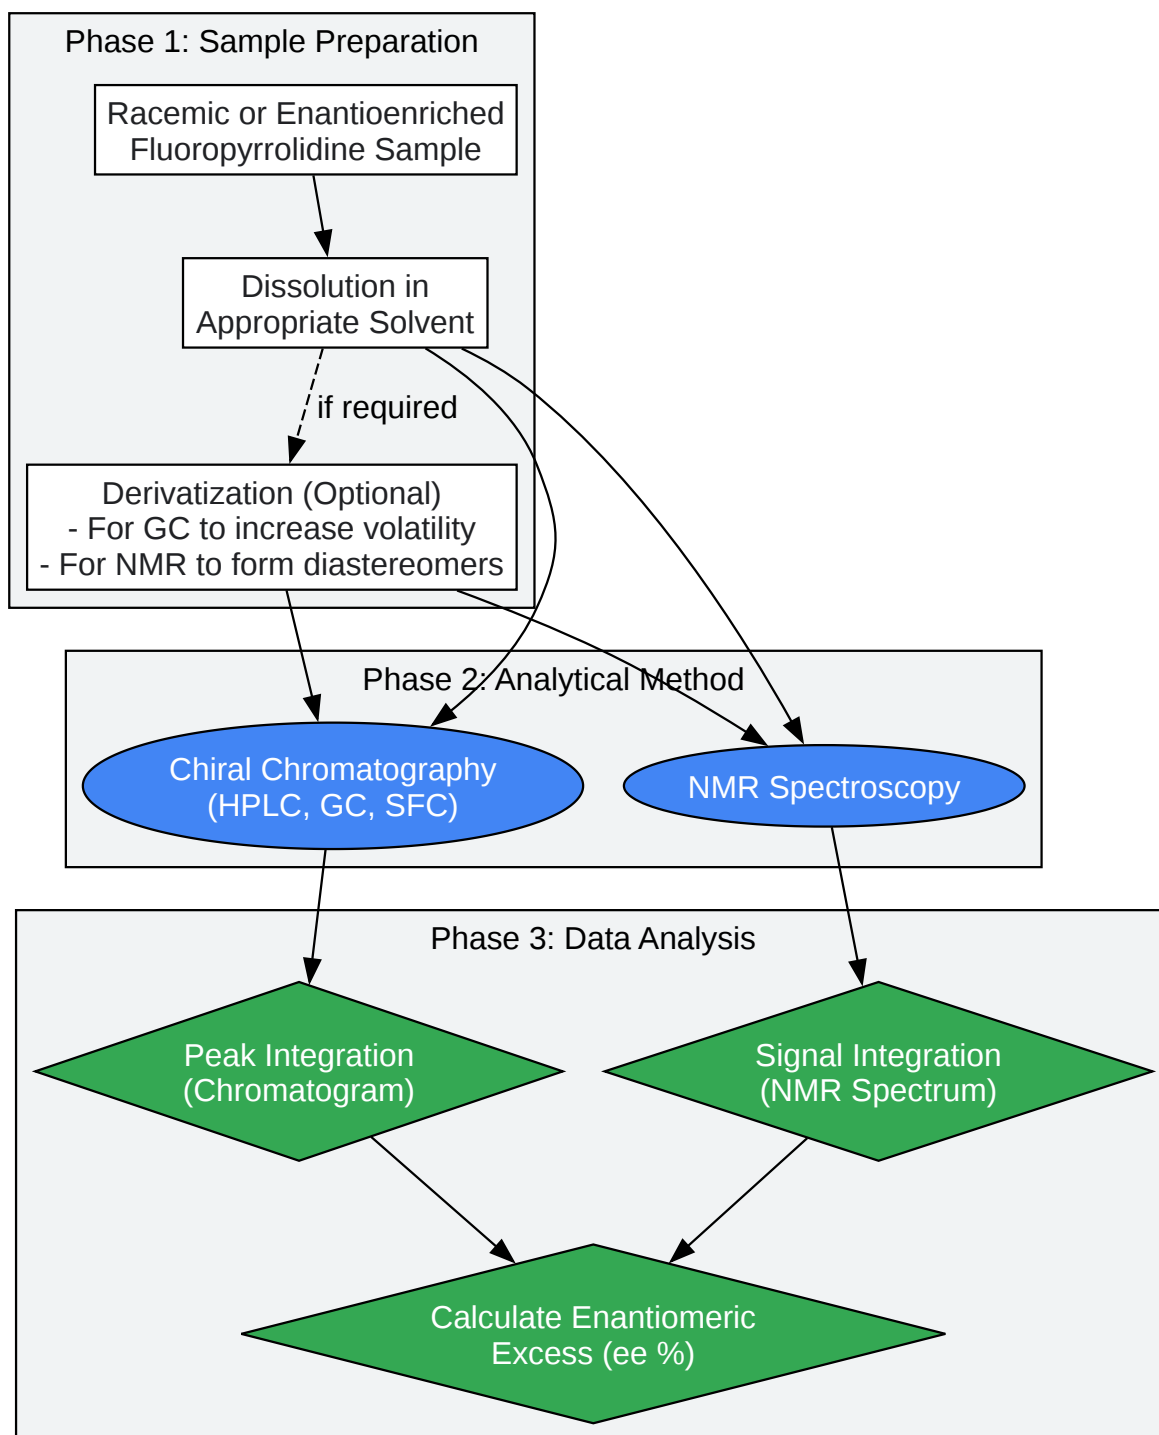 Phase 1: Sample Preparation
Racemic or Enantioenriched
Fluoropyrrolidine Sample
Dissolution in
Appropriate Solvent
if required
Derivatization (Optional)
- For GC to increase volatility
- For NMR to form diastereomers
Phase 2: Analytical Method
Chiral Chromatography
(HPLC, GC, SFC)
NMR Spectroscopy
Phase 3: Data Analysis
Peak Integration
(Chromatogram)
Signal Integration
(NMR Spectrum)
Calculate Enantiomeric
Excess (ee %)